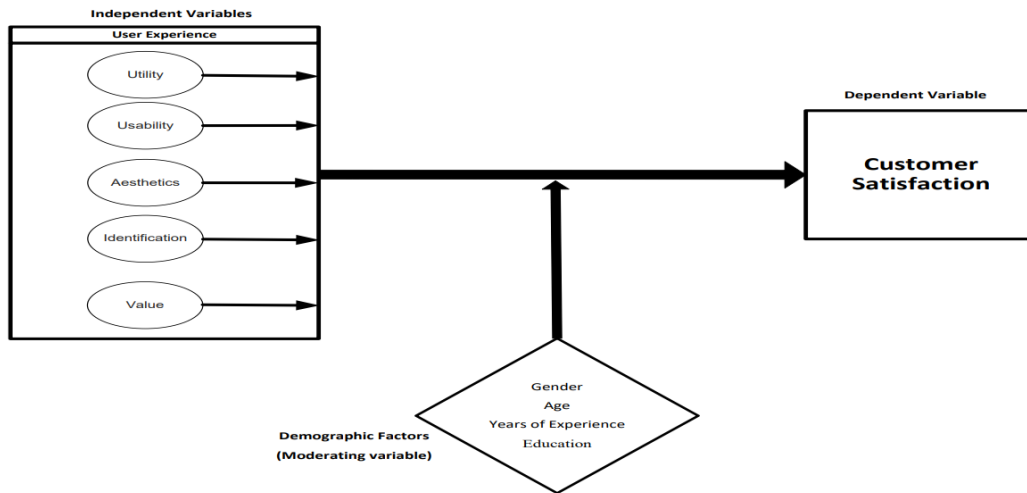 Independent Variables
User Experience
Utility
Usability
Aesthetics
Identification
Value
Dependent Variable
Customer
Satisfaction
Gender
Age
Years of Experience
Education
Demographic Factors
(Moderating variable)